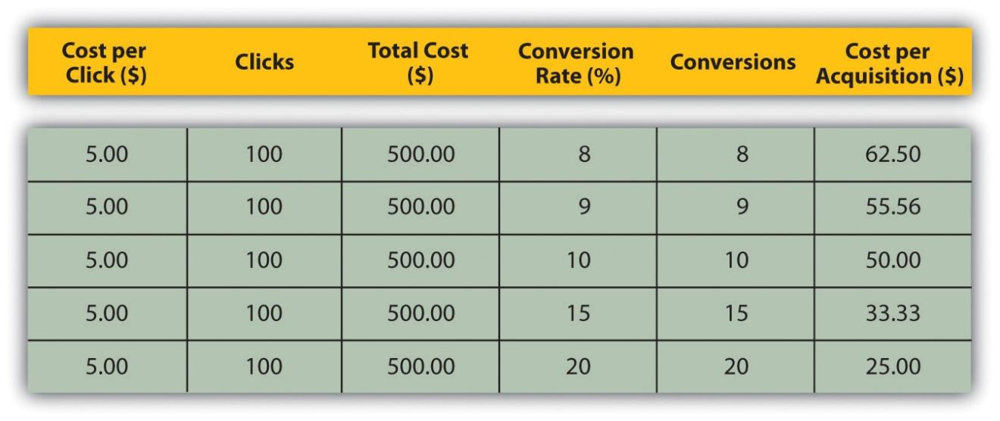 Cost per Click ($) Clicks Total Cost ($) Conversion Rate (%) Conversions Cost per Acquisition ($)
5.00 100 500.00 8 8 62.50
5.00 100 500.00 9 9 55.56
5.00 100 500.00 10 10 50.00
5.00 100 500.00 15 15 33.33
5.00 100 500.00 20 20 25.00